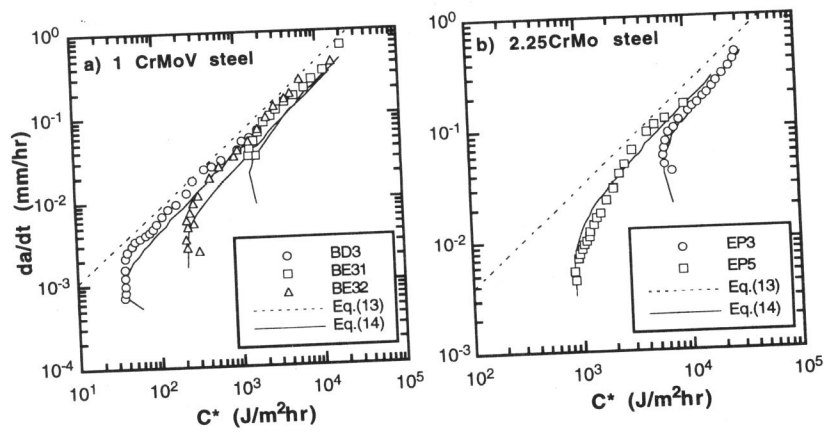 a) 1 CrMoV steel
da/dt (mm/hr)
10^0
10^-1
10^-2
10^-3
10^-4
BD3
BE31
BE32
Eq.(13)
Eq.(14)
10^1
10^2
10^3
10^4
10^5
C* (J/m^2hr)
b) 2.25CrMo steel
10^0
10^-1
10^-2
10^-3
EP3
EP5
Eq.(13)
Eq.(14)
10^2
10^3
10^4
10^5
C* (J/m^2hr)